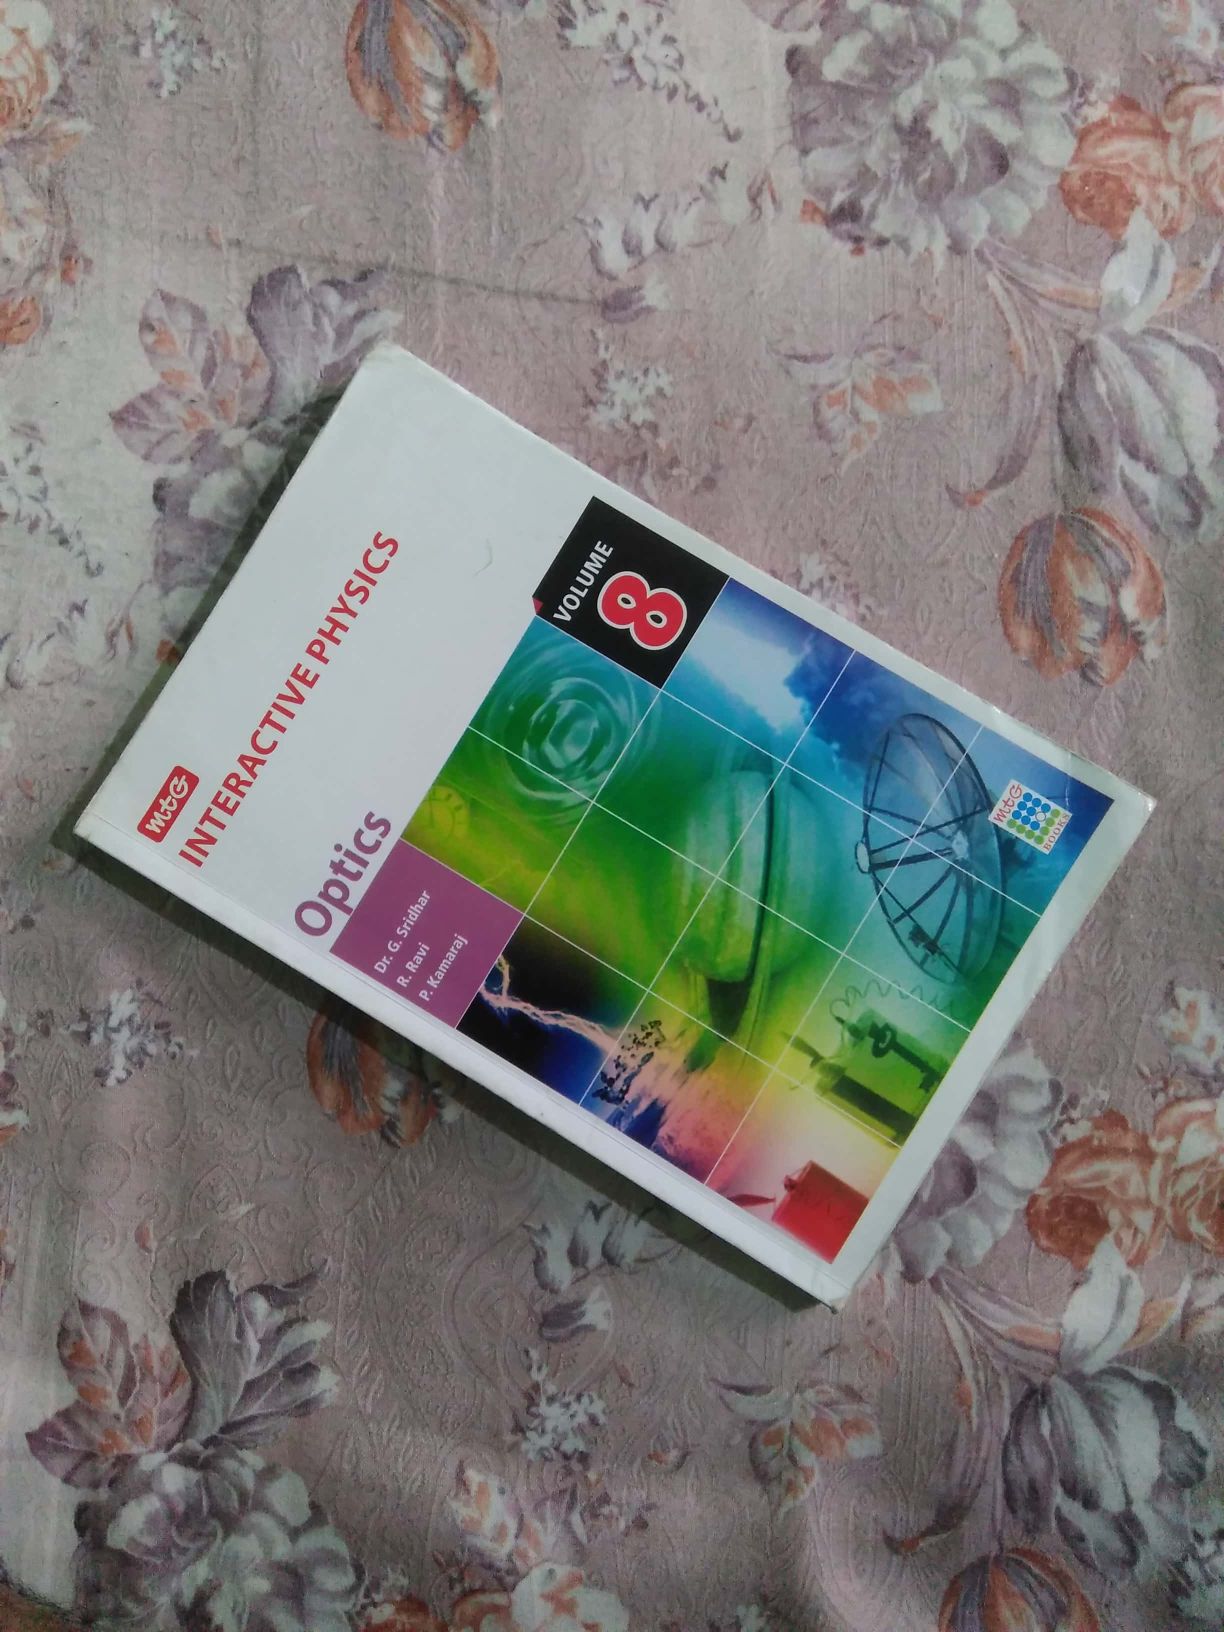 mtG
INTERACTIVE PHYSICS
Optics
Dr. G. Sridhar
R. Ravi
P. Kamaraj
VOLUME
8
mtG
BOOKS